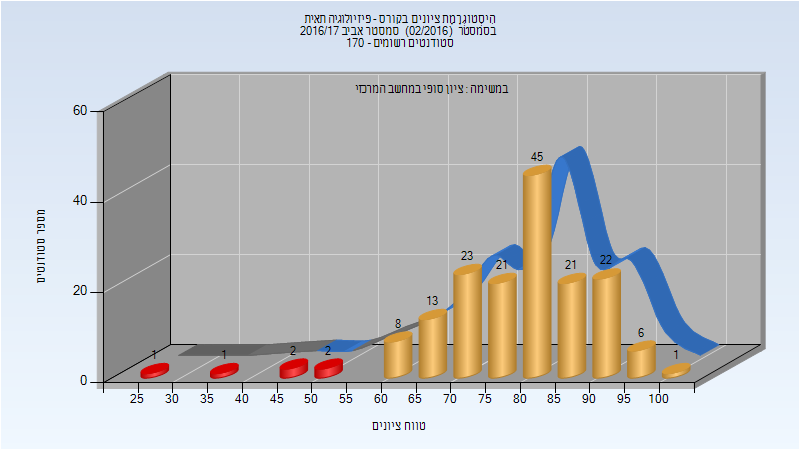 היסטוגרמת ציונים בקורס - פיזיולוגיה תאית
בסמסטר (02/2016) סמסטר אביב 2016/17
סטודנטים רשומים - 170
במשימה : ציון סופי במחשב המרכזי
מספר סטודנטים
60
40
20
0
1
1
2
2
8
13
23
21
45
21
22
6
1
25 30 35 40 45 50 55 60 65 70 75 80 85 90 95 100
טווח ציונים